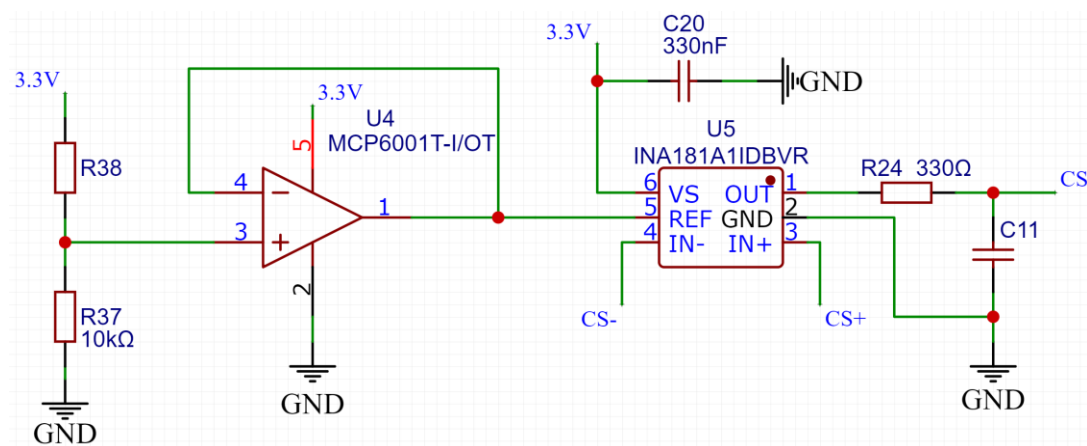 C20
3.3V
330nF
GND
3.3V
3.3V
U4
MCP6001T-I/OT
U5
INA181A1IDBVR
5
R38
R24 330Ω
CS
4
1
6 VS OUT 1
5 REF GND 2
4 IN- IN+ 3
3
C11
2
R37
10kΩ
CS-
CS+
GND
GND
GND